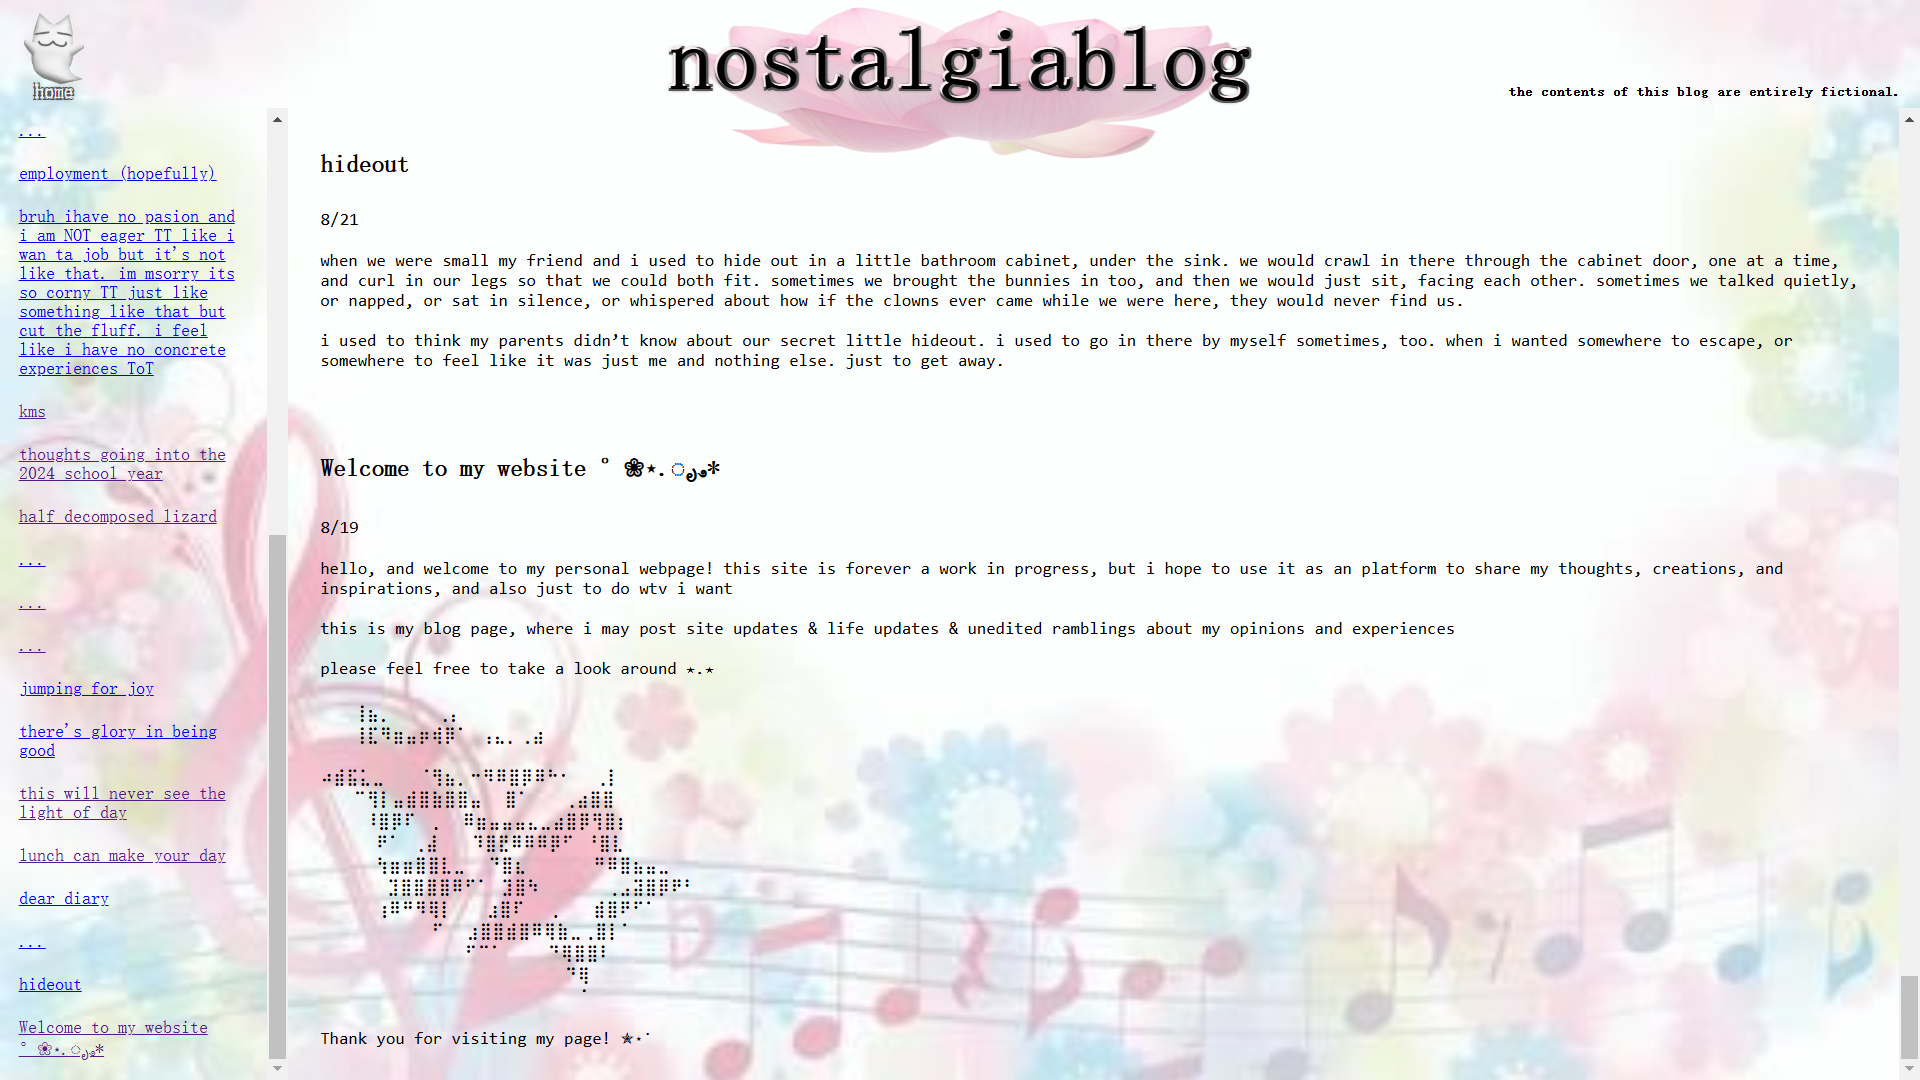 nostalgiablog
home
the contents of this blog are entirely fictional.
...
employment (hopefully)
bruh ihave no pasion and
i am NOT eager TT like i
wan ta job but it's not
like that. im msorry its
so corny TT just like
something like that but
cut the fluff. i feel
like i have no concrete
experiences ToT
kms
thoughts going into the
2024 school year
half decomposed lizard
...
...
...
jumping for joy
there's glory in being
good
this will never see the
light of day
lunch can make your day
dear diary
...
hideout
Welcome to my website
˚ ❀⋆.ೃ࿔*
hideout
8/21
when we were small my friend and i used to hide out in a little bathroom cabinet, under the sink. we would crawl in there through the cabinet door, one at a time,
and curl in our legs so that we could both fit. sometimes we brought the bunnies in too, and then we would just sit, facing each other. sometimes we talked quietly,
or napped, or sat in silence, or whispered about how if the clowns ever came while we were here, they would never find us.
i used to think my parents didn’t know about our secret little hideout. i used to go in there by myself sometimes, too. when i wanted somewhere to escape, or
somewhere to feel like it was just me and nothing else. just to get away.
Welcome to my website ˚ ❀⋆.ೃ࿔*
8/19
hello, and welcome to my personal webpage! this site is forever a work in progress, but i hope to use it as an platform to share my thoughts, creations, and
inspirations, and also just to do wtv i want
this is my blog page, where i may post site updates & life updates & unedited ramblings about my opinions and experiences
please feel free to take a look around ⋆.⋆
Thank you for visiting my page! ✯⋆˙